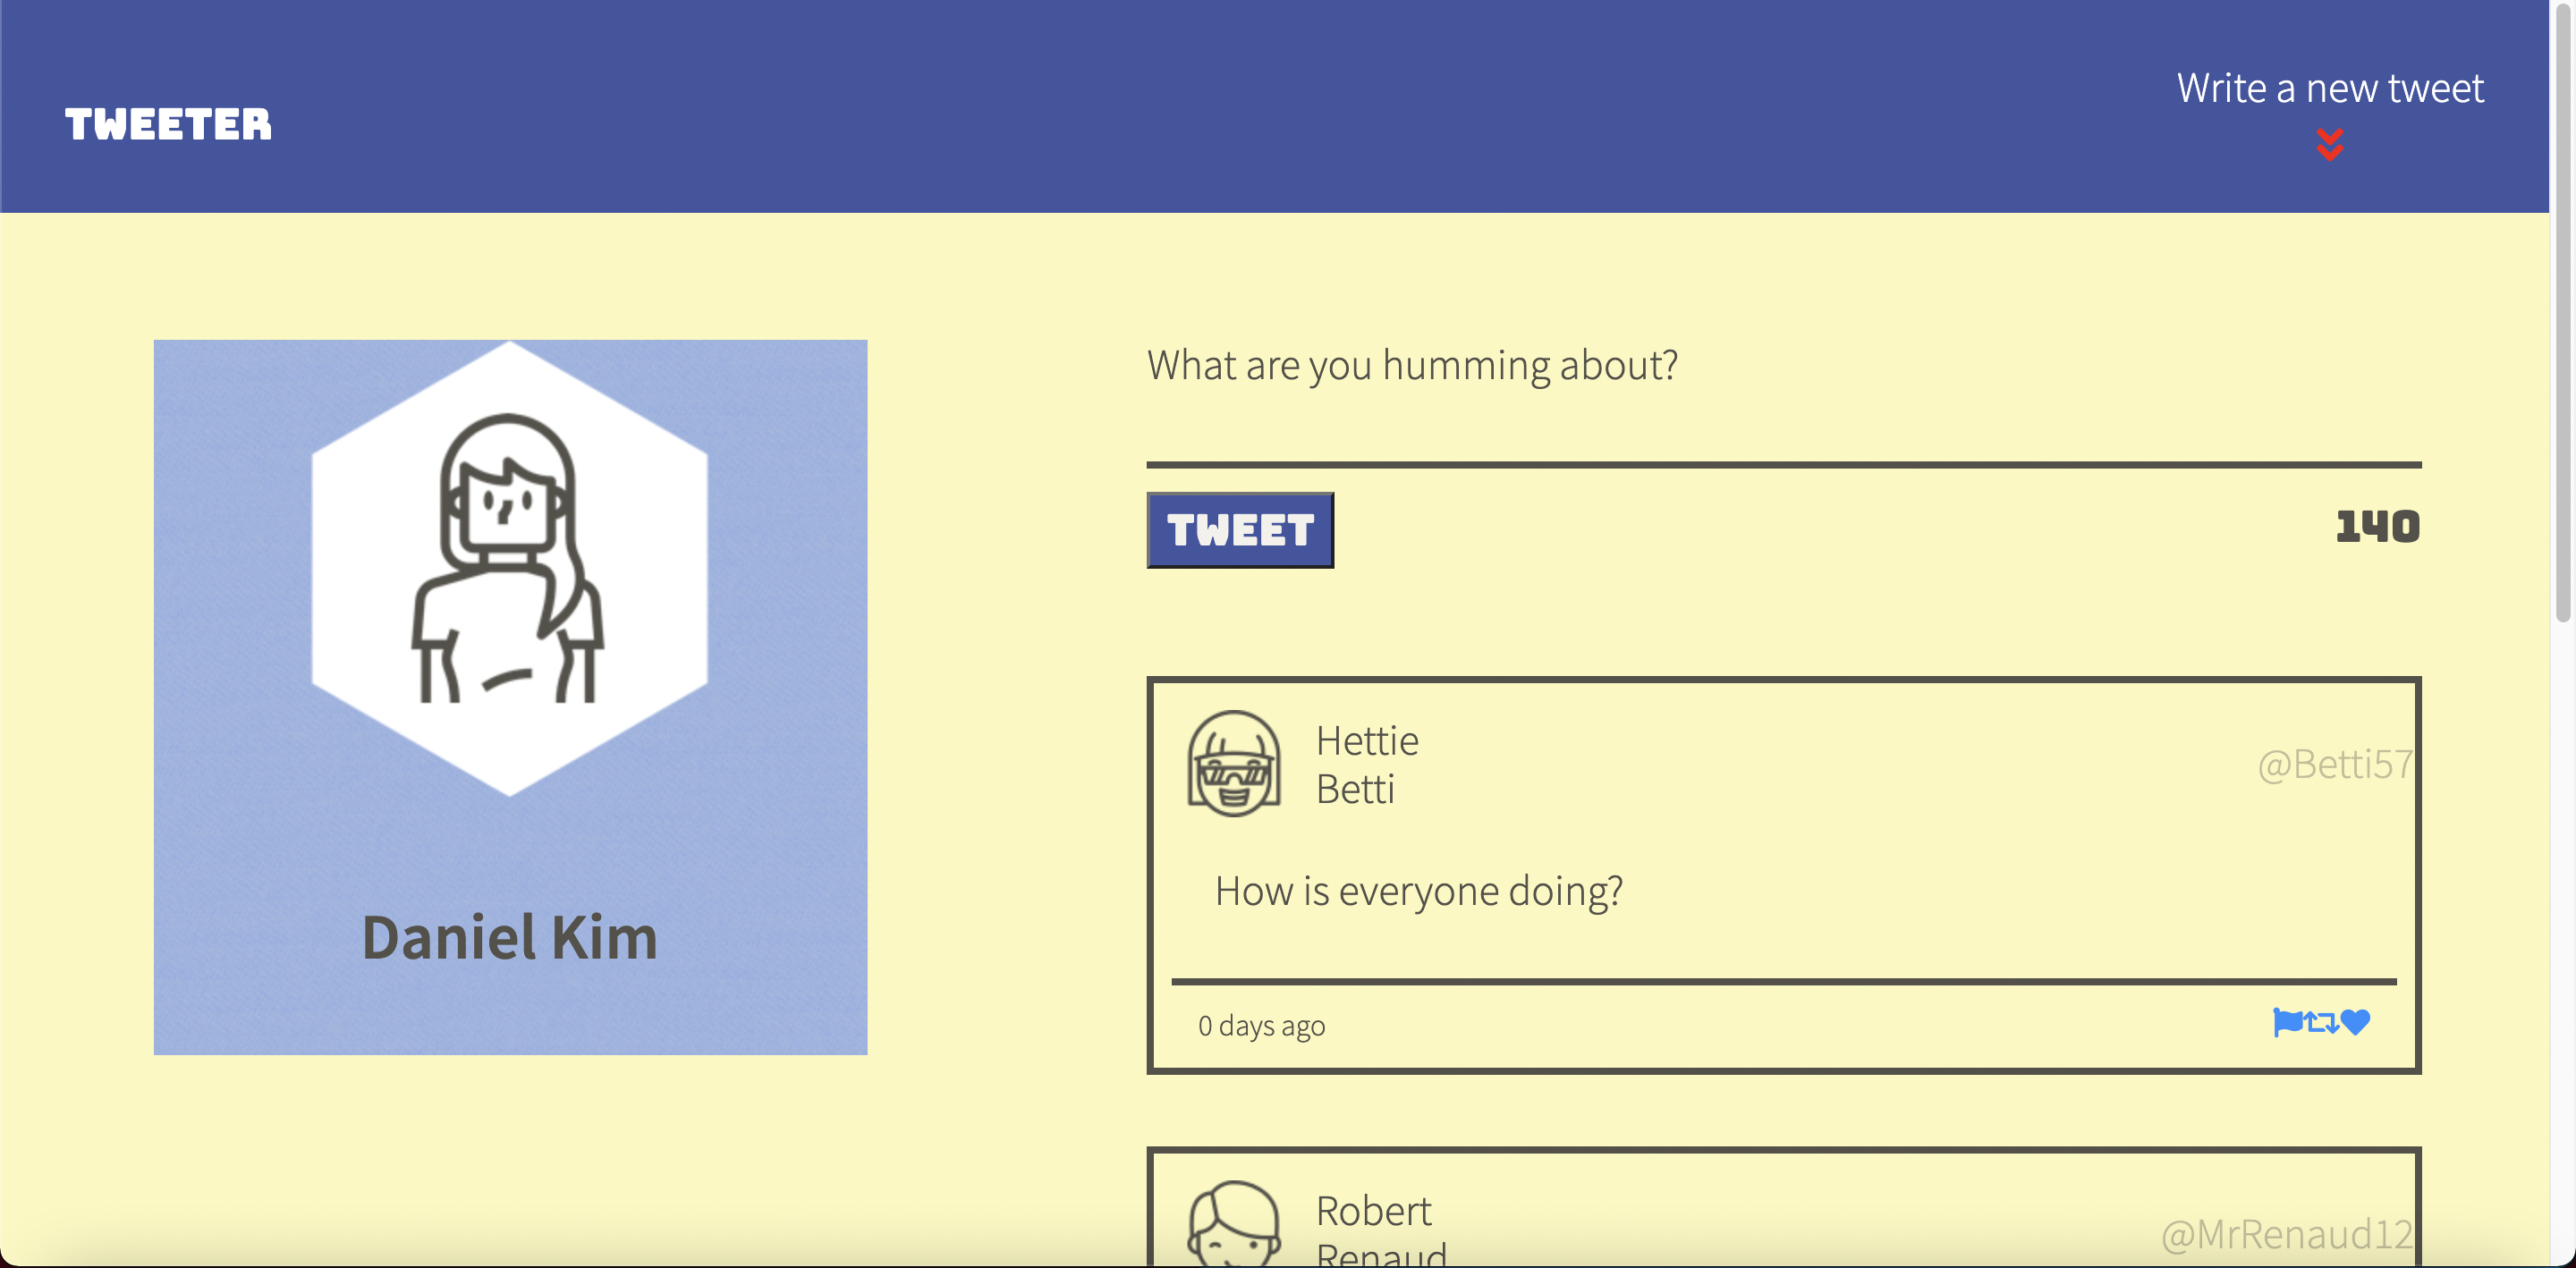 TWEETER
Write a new tweet
Daniel Kim
What are you humming about?
TWEET
140
Hettie
Betti
@Betti57
How is everyone doing?
0 days ago
Robert
Renaud
@MrRenaud12